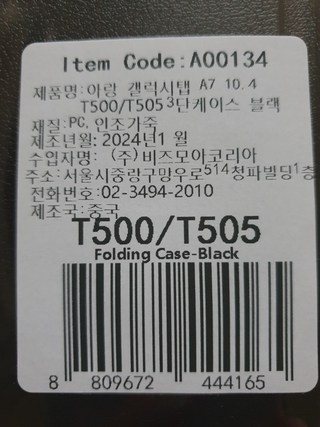 Item Code:A00134
제품명:아랑 갤럭시탭 A7 10.4
T500/T505 3단케이스 블랙
재질:PC, 인조가죽
제조년월: 2024년1 월
수입자명: (주)비즈모아코리아
주소:서울시중랑구망우로514청파빌딩1층
전화번호:02-3494-2010
제조국:중국
T500/T505
Folding Case-Black
8 809672 444165